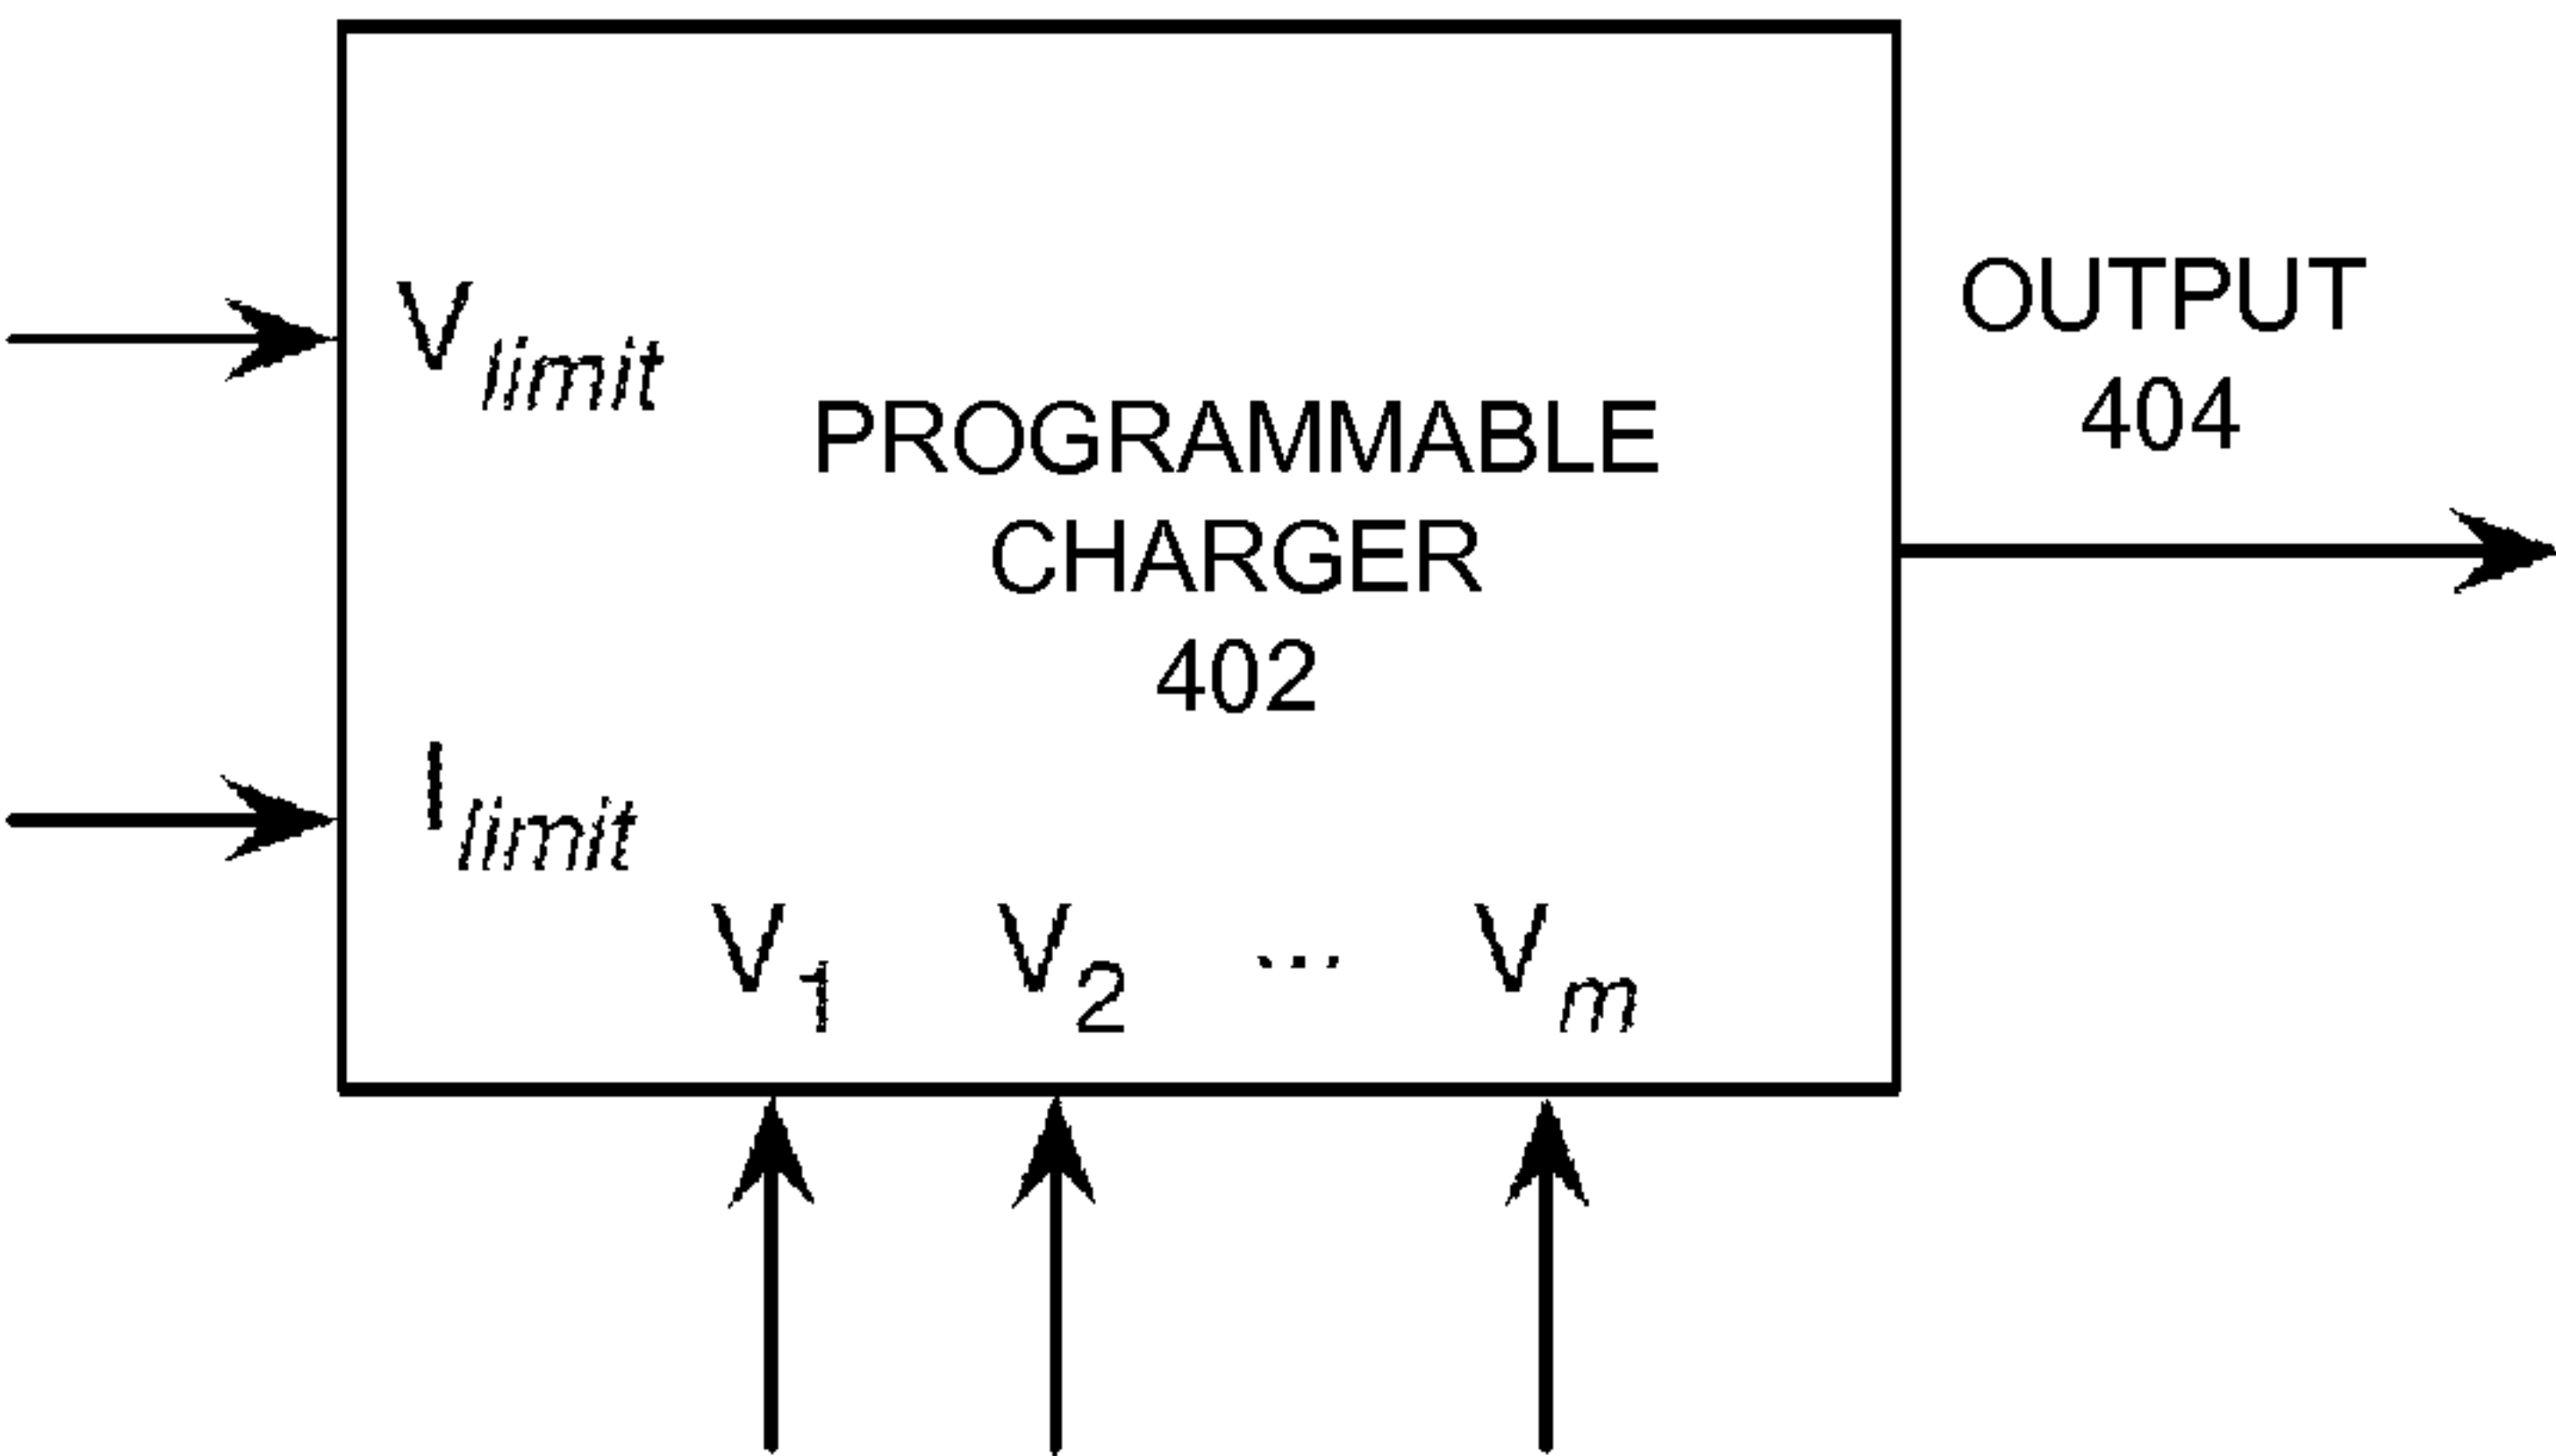 OUTPUT
404
V_limit
PROGRAMMABLE
CHARGER
402
I_limit
V_1 V_2 ... V_m